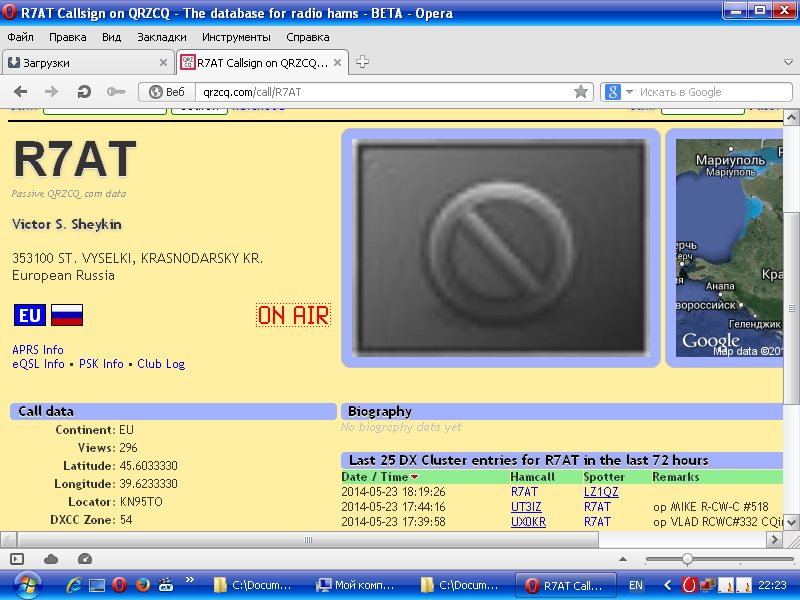 R7AT Callsign on QRZCQ - The database for radio hams - BETA - Opera
Файл Правка Вид Закладки Инструменты Справка
Загрузки
QRZ CQ R7AT Callsign on QRZCQ...
Веб qrzcq.com/call/R7AT
Искать в Google
R7AT
Passive QRZCQ.com data
Victor S. Sheykin
353100 ST. VYSELKI, KRASNODARSKY KR.
European Russia
EU
ON AIR
APRS Info
eQSL Info • PSK Info • Club Log
Мариуполь
Маріуполь
ерчь
Керч
Анапа
Кра
вороссийск
Геленджик
Google
Map data ©201
Call data
Continent: EU
Views: 296
Latitude: 45.6033330
Longitude: 39.6233330
Locator: KN95TO
DXCC Zone: 54
Biography
No biography data yet
Last 25 DX Cluster entries for R7AT in the last 72 hours
Date / Time Hamcall Spotter Remarks
2014-05-23 18:19:26 R7AT LZ1QZ
2014-05-23 17:44:16 UT3IZ R7AT op MIKE R-CW-C #518
2014-05-23 17:39:58 UX0KR R7AT op VLAD RCWC#332 CQin
C:\Docum...
Мой комп...
C:\Docum...
R7AT Call...
EN
22:23